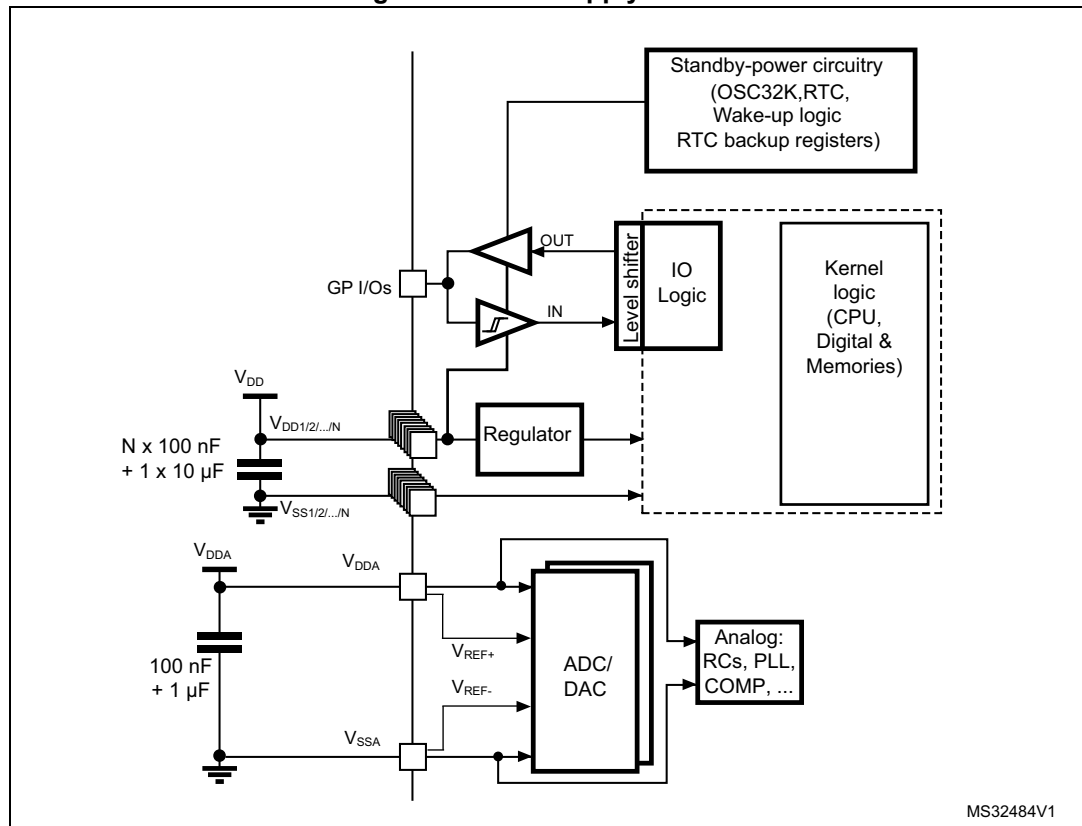 Standby-power circuitry
(OSC32K,RTC,
Wake-up logic
RTC backup registers)
OUT
Level shifter
IO
Logic
Kernel
logic
(CPU,
Digital &
Memories)
GP I/Os
IN
VDD
VDD1/2/.../N
Regulator
N x 100 nF
+ 1 x 10 µF
VSS1/2/.../N
VDDA
VDDA
VREF+
ADC/
DAC
Analog:
RCs, PLL,
COMP, ...
100 nF
+ 1 µF
VREF-
VSSA
MS32484V1